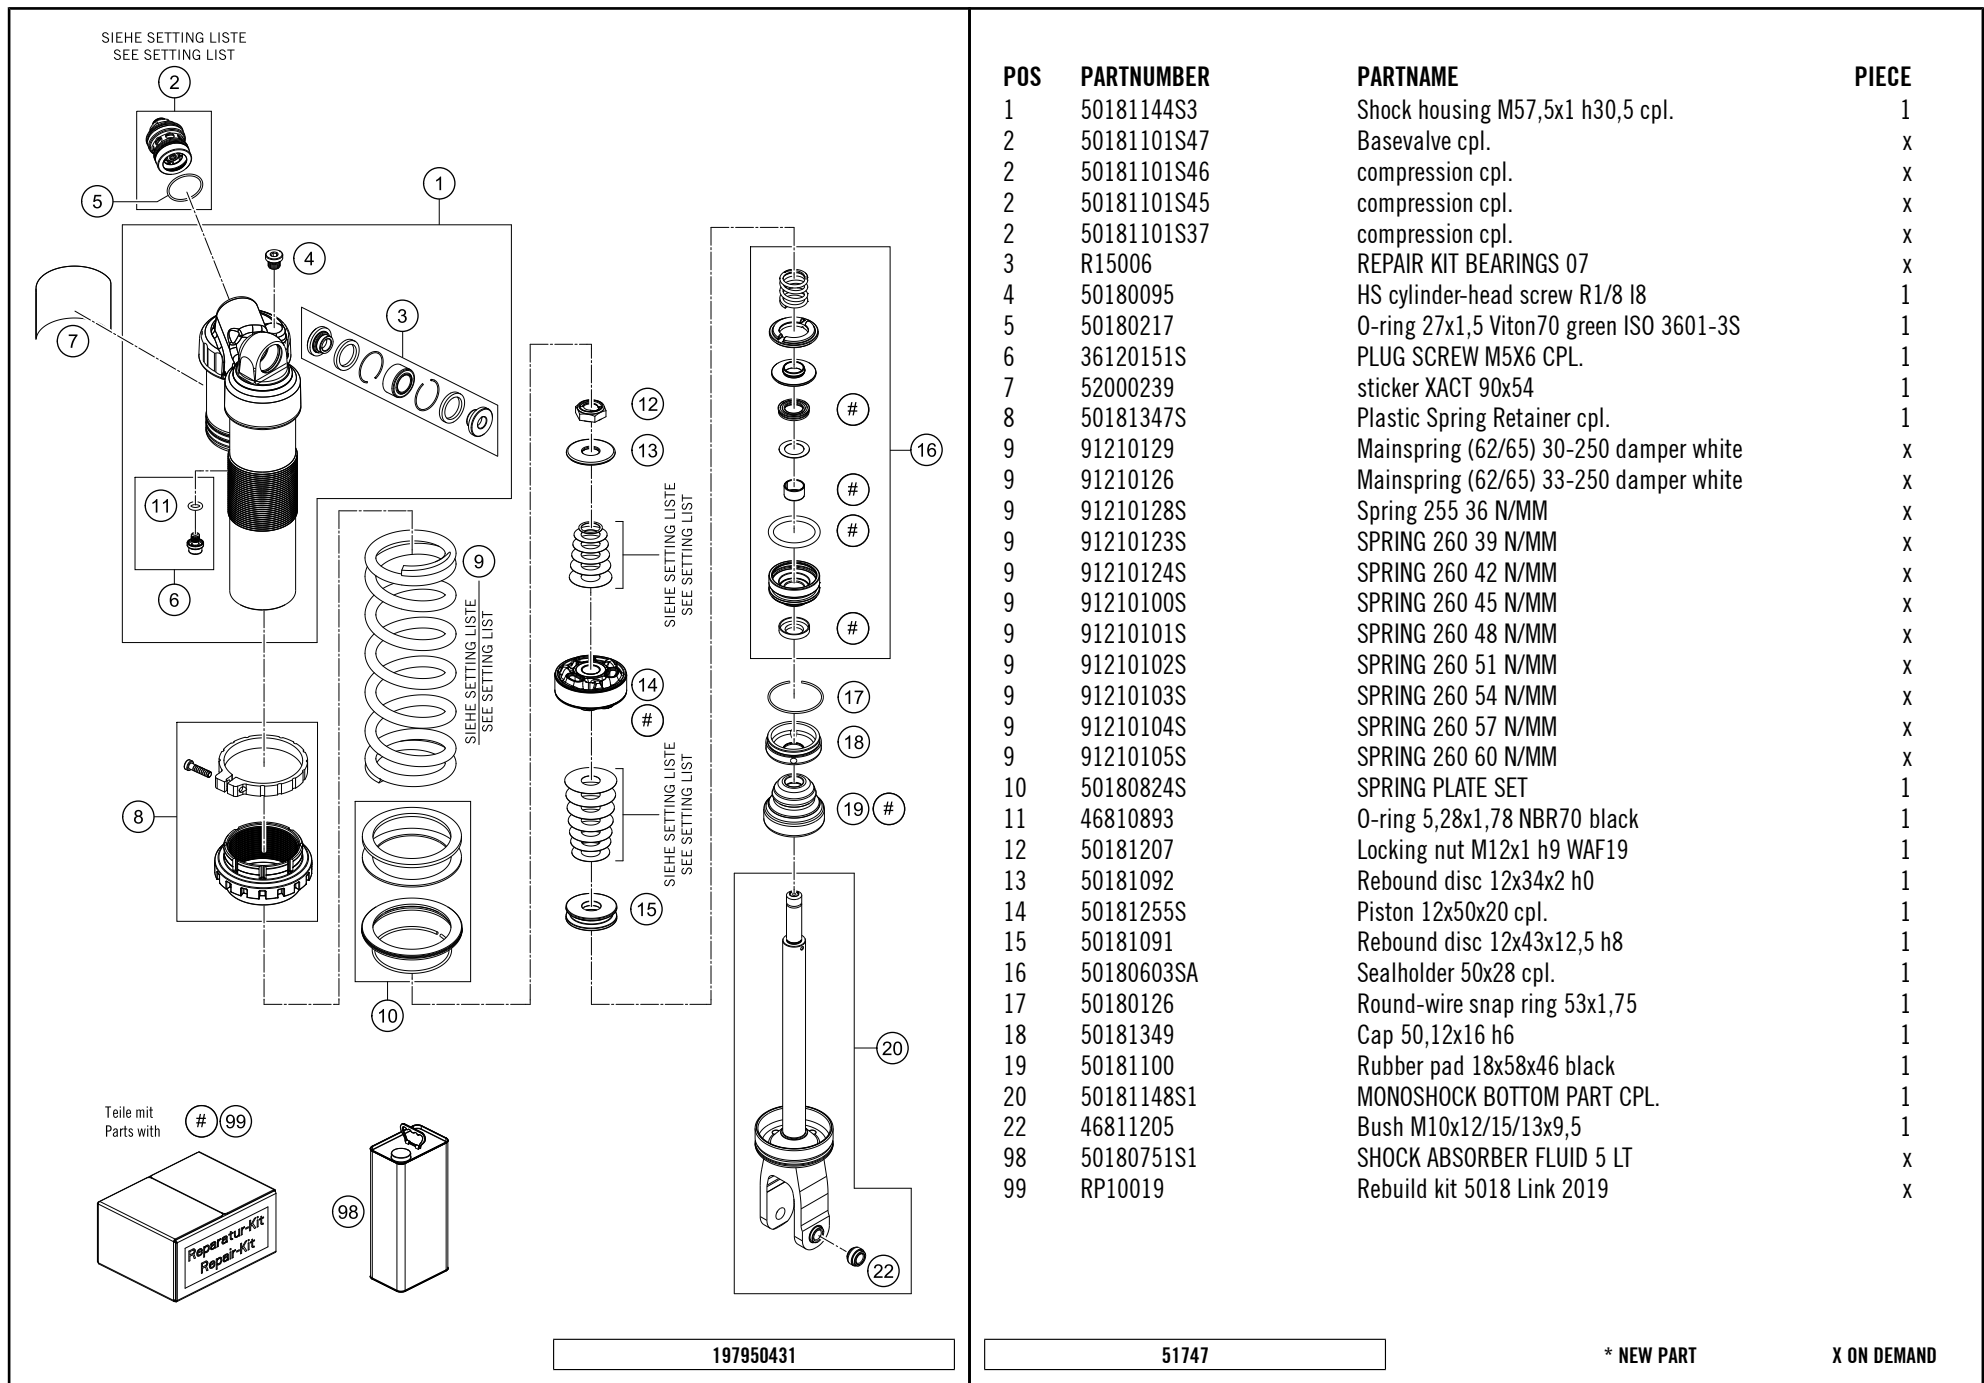 SIEHE SETTING LISTE
SEE SETTING LIST
2
5
1
4
7
3
11
6
9
SIEHE SETTING LISTE
SEE SETTING LIST
8
10
12
13
SIEHE SETTING LISTE
SEE SETTING LIST
14
#
SIEHE SETTING LISTE
SEE SETTING LIST
15
#
16
#
#
#
17
18
19 #
20
22
Teile mit
Parts with
# 99
Reparatur-Kit
Repair-Kit
98
197950431
POS PARTNUMBER PARTNAME PIECE
1 50181144S3 Shock housing M57,5x1 h30,5 cpl. 1
2 50181101S47 Basevalve cpl. x
2 50181101S46 compression cpl. x
2 50181101S45 compression cpl. x
2 50181101S37 compression cpl. x
3 R15006 REPAIR KIT BEARINGS 07 x
4 50180095 HS cylinder-head screw R1/8 l8 1
5 50180217 O-ring 27x1,5 Viton70 green ISO 3601-3S 1
6 36120151S PLUG SCREW M5X6 CPL. 1
7 52000239 sticker XACT 90x54 1
8 50181347S Plastic Spring Retainer cpl. 1
9 91210129 Mainspring (62/65) 30-250 damper white x
9 91210126 Mainspring (62/65) 33-250 damper white x
9 91210128S Spring 255 36 N/MM x
9 91210123S SPRING 260 39 N/MM x
9 91210124S SPRING 260 42 N/MM x
9 91210100S SPRING 260 45 N/MM x
9 91210101S SPRING 260 48 N/MM x
9 91210102S SPRING 260 51 N/MM x
9 91210103S SPRING 260 54 N/MM x
9 91210104S SPRING 260 57 N/MM x
9 91210105S SPRING 260 60 N/MM x
10 50180824S SPRING PLATE SET 1
11 46810893 O-ring 5,28x1,78 NBR70 black 1
12 50181207 Locking nut M12x1 h9 WAF19 1
13 50181092 Rebound disc 12x34x2 h0 1
14 50181255S Piston 12x50x20 cpl. 1
15 50181091 Rebound disc 12x43x12,5 h8 1
16 50180603SA Sealholder 50x28 cpl. 1
17 50180126 Round-wire snap ring 53x1,75 1
18 50181349 Cap 50,12x16 h6 1
19 50181100 Rubber pad 18x58x46 black 1
20 50181148S1 MONOSHOCK BOTTOM PART CPL. 1
22 46811205 Bush M10x12/15/13x9,5 1
98 50180751S1 SHOCK ABSORBER FLUID 5 LT x
99 RP10019 Rebuild kit 5018 Link 2019 x
51747
* NEW PART X ON DEMAND